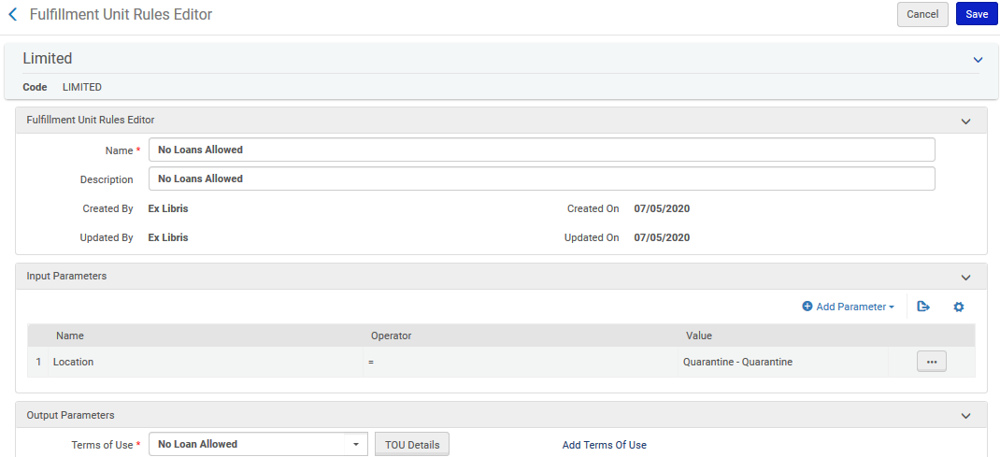 Fulfillment Unit Rules Editor
Cancel
Save
Limited
Code LIMITED
Fulfillment Unit Rules Editor
Name * No Loans Allowed
Description No Loans Allowed
Created By Ex Libris Created On 07/05/2020
Updated By Ex Libris Updated On 07/05/2020
Input Parameters
Add Parameter
Name Operator Value
1 Location = Quarantine - Quarantine
Output Parameters
Terms of Use * No Loan Allowed TOU Details Add Terms Of Use